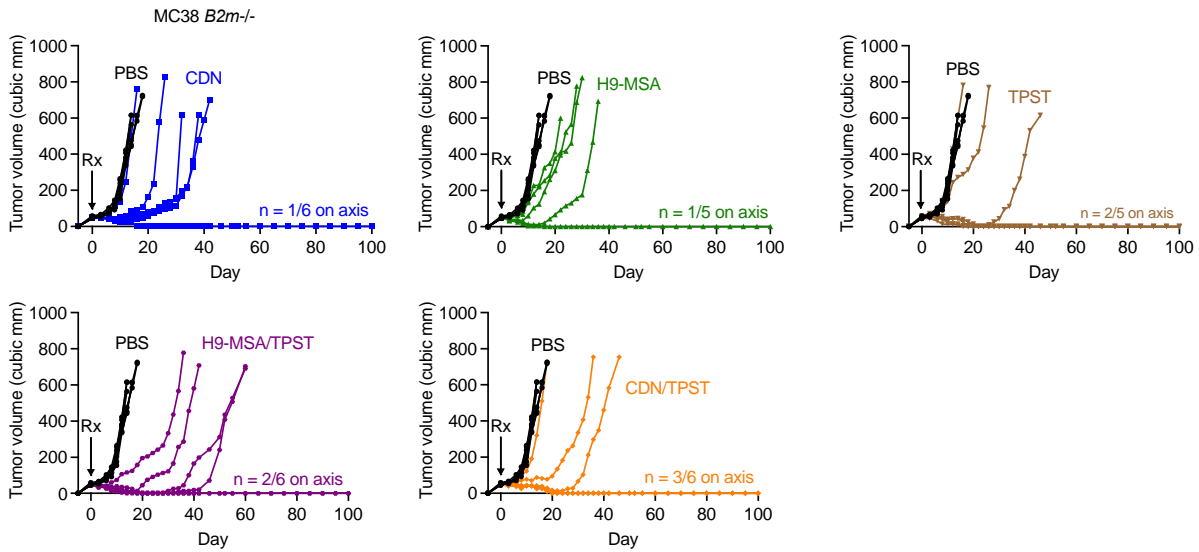 MC38 B2m-/-
Tumor volume (cubic mm)
1000
800
600
400
200
0
PBS
CDN
Rx
n = 1/6 on axis
0
20
40
60
80
100
Day
Tumor volume (cubic mm)
1000
800
600
400
200
0
PBS
H9-MSA
Rx
n = 1/5 on axis
0
20
40
60
80
100
Day
Tumor volume (cubic mm)
1000
800
600
400
200
0
PBS
TPST
Rx
n = 2/5 on axis
0
20
40
60
80
100
Day
Tumor volume (cubic mm)
1000
800
600
400
200
0
PBS
H9-MSA/TPST
Rx
n = 2/6 on axis
0
20
40
60
80
100
Day
Tumor volume (cubic mm)
1000
800
600
400
200
0
PBS
CDN/TPST
Rx
n = 3/6 on axis
0
20
40
60
80
100
Day